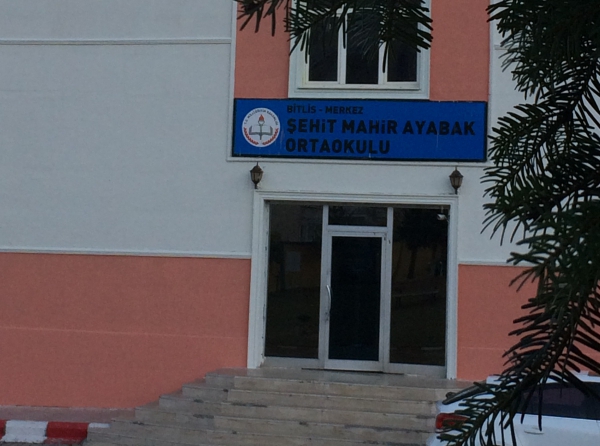 BİTLİS - MERKEZ
ŞEHİT MAHİR AYABAK
ORTAOKULU